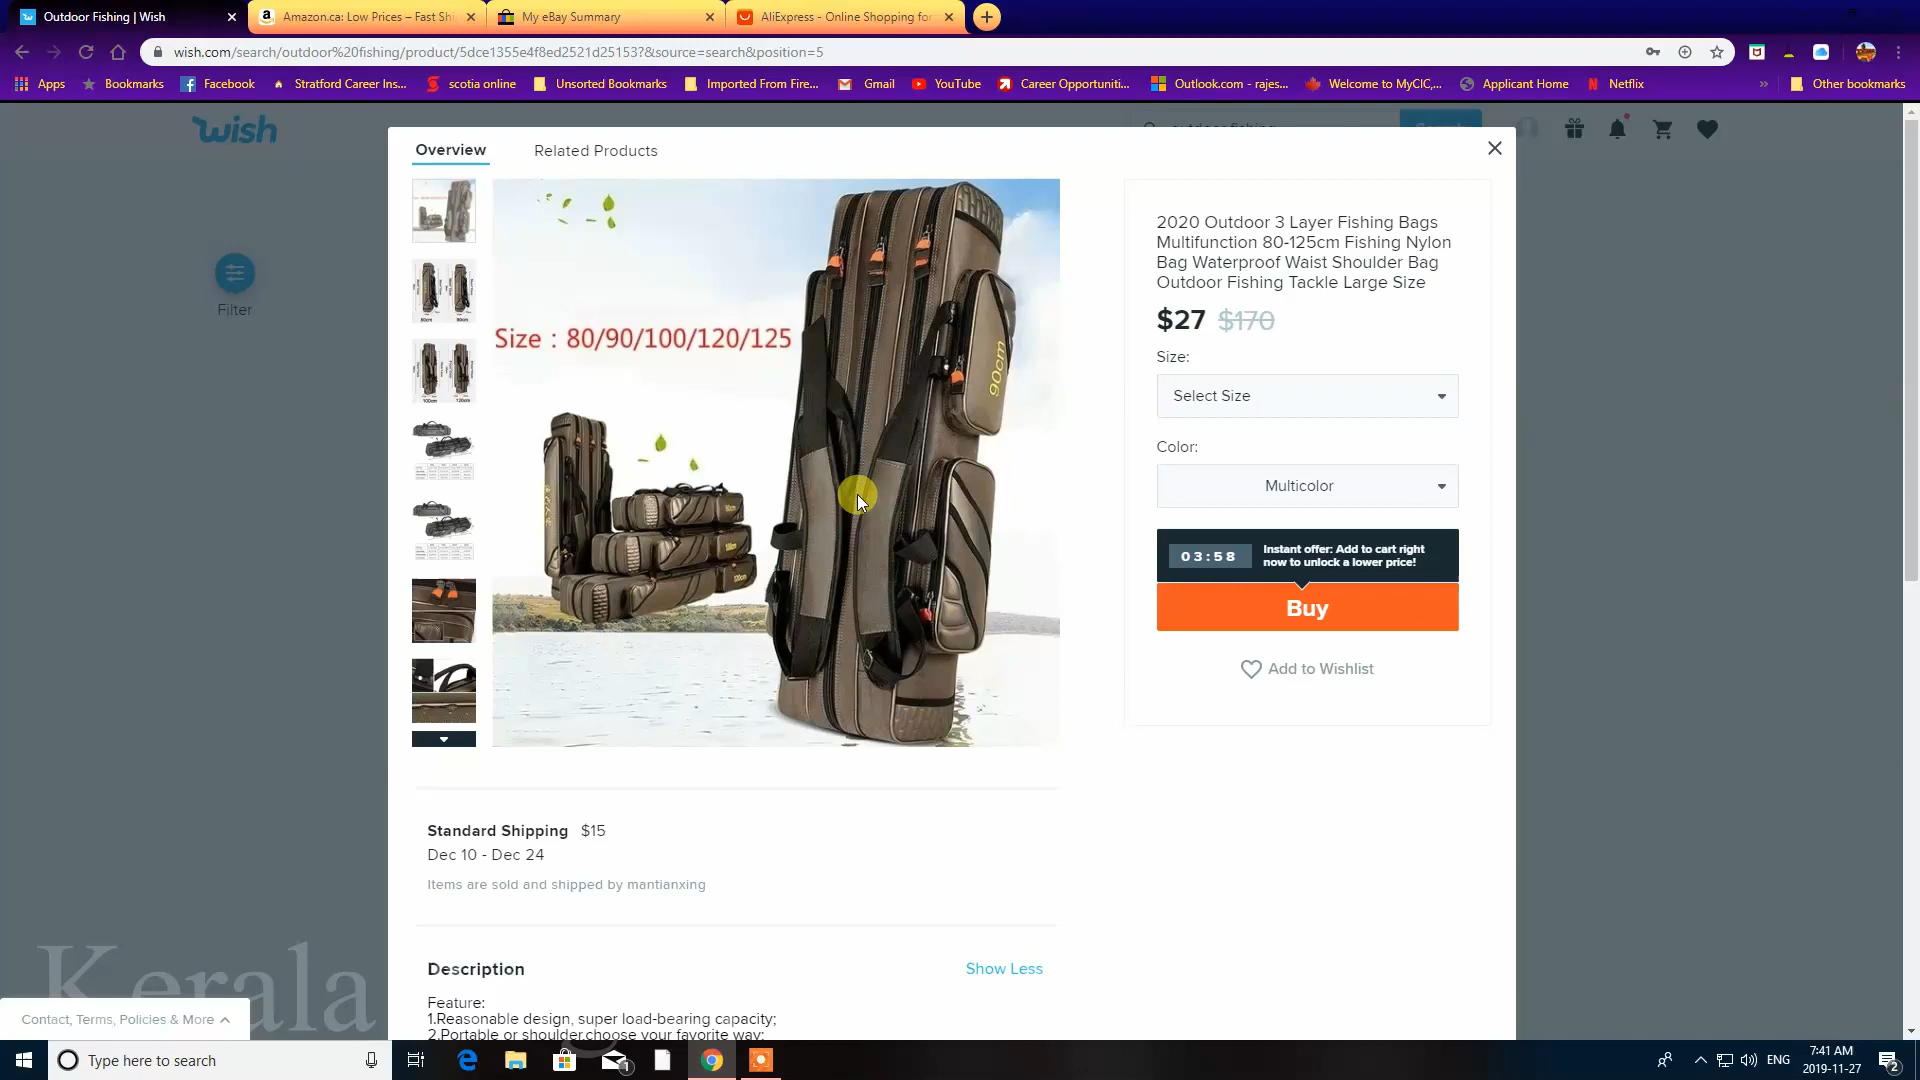 Outdoor Fishing | Wish
Amazon.ca: Low Prices – Fast Shi
My eBay Summary
AliExpress - Online Shopping for
wish.com/search/outdoor%20fishing/product/5dce1355e4f8ed2521d25153?&source=search&position=5
Apps
Bookmarks
Facebook
Stratford Career Ins...
scotia online
Unsorted Bookmarks
Imported From Fire...
Gmail
YouTube
Career Opportuniti...
Outlook.com - rajes...
Welcome to MyCIC,...
Applicant Home
Netflix
Other bookmarks
wish
Overview
Related Products
Filter
Size : 80/90/100/120/125
90cm
2020 Outdoor 3 Layer Fishing Bags
Multifunction 80-125cm Fishing Nylon
Bag Waterproof Waist Shoulder Bag
Outdoor Fishing Tackle Large Size
$27 $170
Size:
Select Size
Color:
Multicolor
03:58
Instant offer: Add to cart right
now to unlock a lower price!
Buy
Add to Wishlist
Standard Shipping $15
Dec 10 - Dec 24
Items are sold and shipped by mantianxing
Description
Show Less
Feature:
1.Reasonable design, super load-bearing capacity;
2.Portable or shoulder,choose your favorite way;
Kerala
Contact, Terms, Policies & More
Type here to search
ENG
7:41 AM
2019-11-27